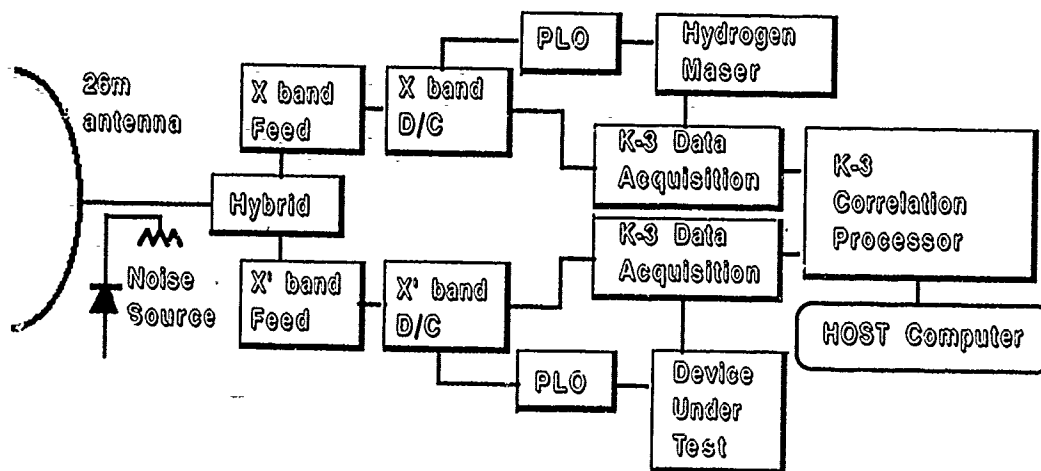 26m
antenna
Noise
Source
Hybrid
X band
Feed
X band
D/C
PLO
Hydrogen
Maser
K-3 Data
Acquisition
K-3
Correlation
Processor
HOST Computer
X' band
Feed
X' band
D/C
K-3 Data
Acquisition
PLO
Device
Under
Test